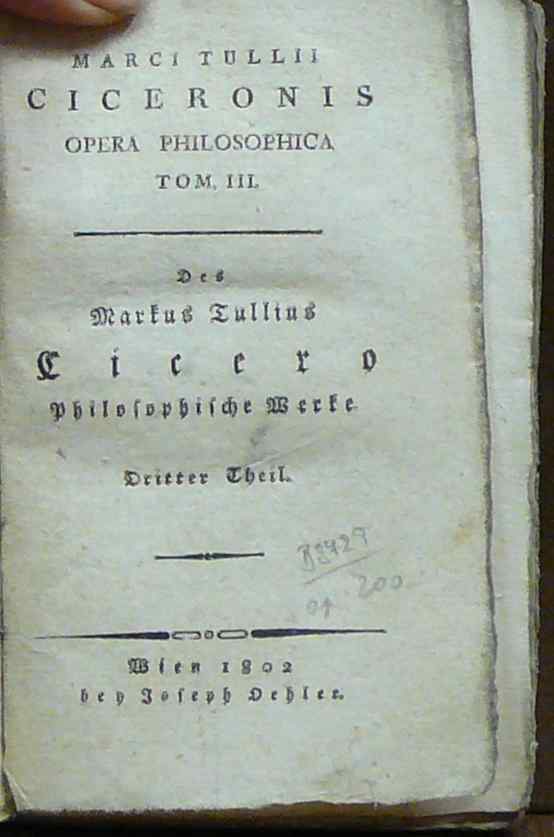 MARCI TULLII
CICERONIS
OPERA PHILOSOPHICA
TOM. III.
Des
Markus Tullius
Cicero
Philosophische Werke
Dritter Theil.
Wien 1802
bey Joseph Oehler.
200